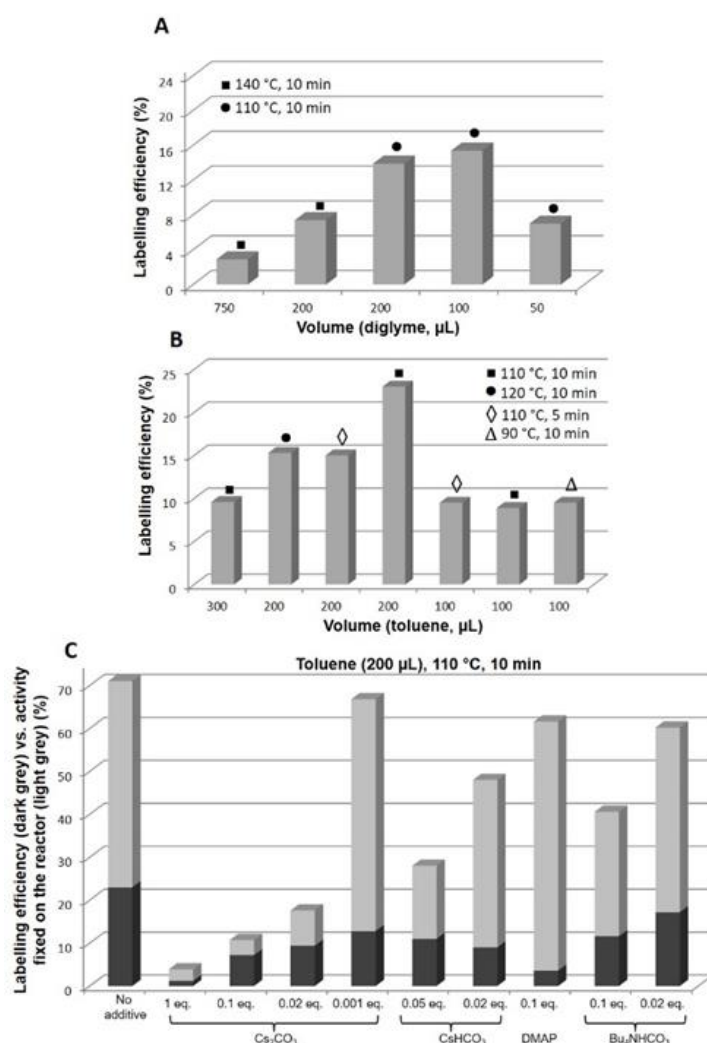 A
Labelling efficiency (%)
24
20
16
12
8
4
0
■ 140 °C, 10 min
● 110 °C, 10 min
750 200 200 100 50
Volume (diglyme, µL)
B
Labelling efficiency (%)
25
20
15
10
5
0
■ 110 °C, 10 min
● 120 °C, 10 min
◊ 110 °C, 5 min
△ 90 °C, 10 min
300 200 200 200 100 100 100
Volume (toluene, µL)
C
Toluene (200 µL), 110 °C, 10 min
Labelling efficiency (dark grey) vs. activity
fixed on the reactor (light grey) (%)
70
60
50
40
30
20
10
0
No
additive
1 eq. 0.1 eq. 0.02 eq. 0.001 eq. 0.05 eq. 0.02 eq. 0.1 eq. 0.1 eq. 0.02 eq.
Cs₂CO₃ CsHCO₃ DMAP Bu₄NHCO₃